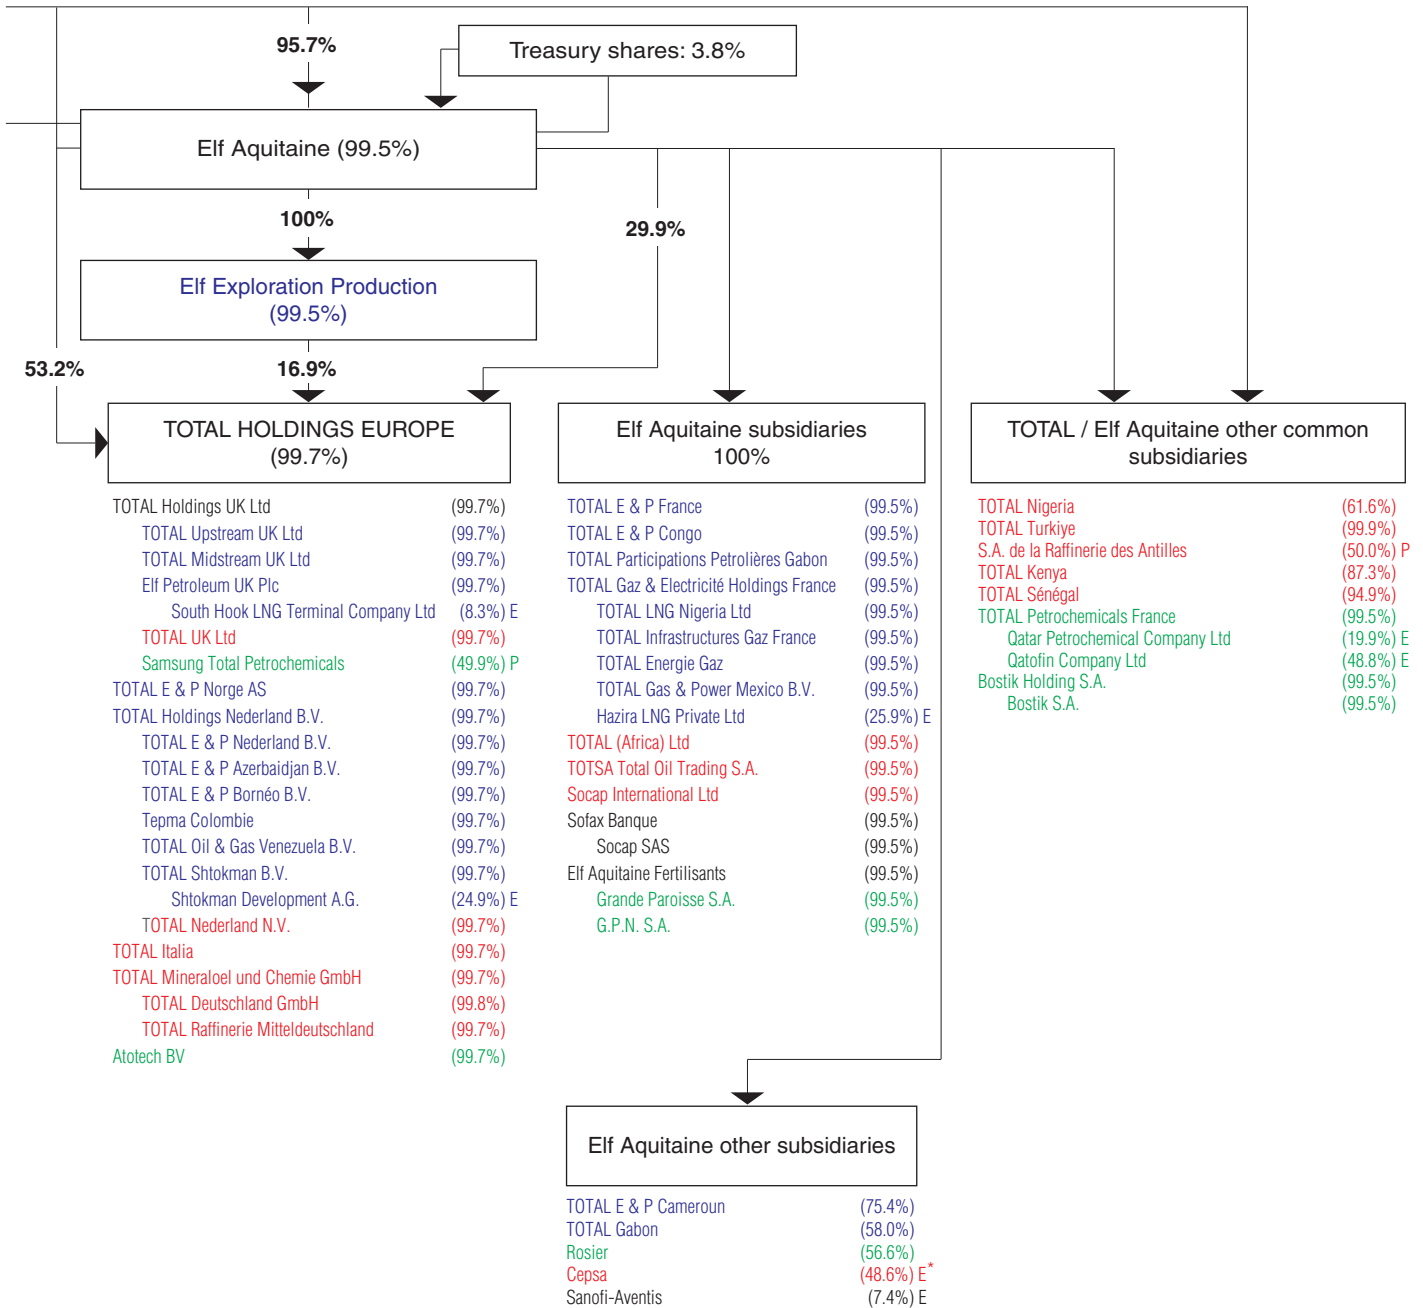 95.7%
Treasury shares: 3.8%
Elf Aquitaine (99.5%)
100%
29.9%
Elf Exploration Production
(99.5%)
53.2%
16.9%
TOTAL HOLDINGS EUROPE
(99.7%)
TOTAL Holdings UK Ltd (99.7%)
TOTAL Upstream UK Ltd (99.7%)
TOTAL Midstream UK Ltd (99.7%)
Elf Petroleum UK Plc (99.7%)
South Hook LNG Terminal Company Ltd (8.3%) E
TOTAL UK Ltd (99.7%)
Samsung Total Petrochemicals (49.9%) P
TOTAL E & P Norge AS (99.7%)
TOTAL Holdings Nederland B.V. (99.7%)
TOTAL E & P Nederland B.V. (99.7%)
TOTAL E & P Azerbaidjan B.V. (99.7%)
TOTAL E & P Bornéo B.V. (99.7%)
Tepma Colombie (99.7%)
TOTAL Oil & Gas Venezuela B.V. (99.7%)
TOTAL Shtokman B.V. (99.7%)
Shtokman Development A.G. (24.9%) E
TOTAL Nederland N.V. (99.7%)
TOTAL Italia (99.7%)
TOTAL Mineraloel und Chemie GmbH (99.7%)
TOTAL Deutschland GmbH (99.8%)
TOTAL Raffinerie Mitteldeutschland (99.7%)
Atotech BV (99.7%)
Elf Aquitaine subsidiaries
100%
TOTAL E & P France (99.5%)
TOTAL E & P Congo (99.5%)
TOTAL Participations Petrolières Gabon (99.5%)
TOTAL Gaz & Electricité Holdings France (99.5%)
TOTAL LNG Nigeria Ltd (99.5%)
TOTAL Infrastructures Gaz France (99.5%)
TOTAL Energie Gaz (99.5%)
TOTAL Gas & Power Mexico B.V. (99.5%)
Hazira LNG Private Ltd (25.9%) E
TOTAL (Africa) Ltd (99.5%)
TOTSA Total Oil Trading S.A. (99.5%)
Socap International Ltd (99.5%)
Sofax Banque (99.5%)
Socap SAS (99.5%)
Elf Aquitaine Fertilisants (99.5%)
Grande Paroisse S.A. (99.5%)
G.P.N. S.A. (99.5%)
TOTAL / Elf Aquitaine other common
subsidiaries
TOTAL Nigeria (61.6%)
TOTAL Turkiye (99.9%)
S.A. de la Raffinerie des Antilles (50.0%) P
TOTAL Kenya (87.3%)
TOTAL Sénégal (94.9%)
TOTAL Petrochemicals France (99.5%)
Qatar Petrochemical Company Ltd (19.9%) E
Qatofin Company Ltd (48.8%) E
Bostik Holding S.A. (99.5%)
Bostik S.A. (99.5%)
Elf Aquitaine other subsidiaries
TOTAL E & P Cameroun (75.4%)
TOTAL Gabon (58.0%)
Rosier (56.6%)
Cepsa (48.6%) E*
Sanofi-Aventis (7.4%) E